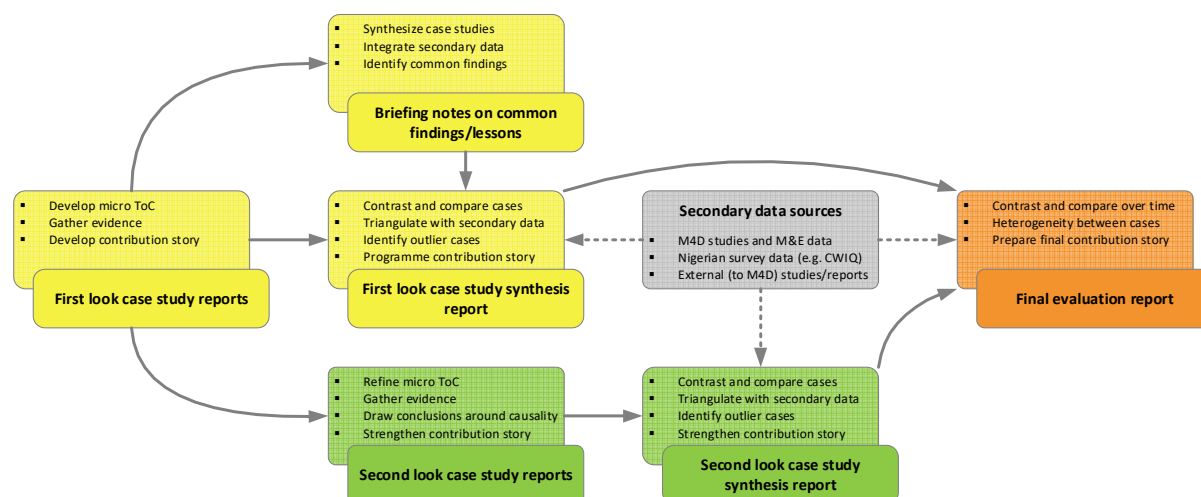 ▪ Synthesize case studies
▪ Integrate secondary data
▪ Identify common findings
Briefing notes on common
findings/lessons
▪ Develop micro ToC
▪ Gather evidence
▪ Develop contribution story
First look case study reports
▪ Contrast and compare cases
▪ Triangulate with secondary data
▪ Identify outlier cases
▪ Programme contribution story
First look case study synthesis
report
Secondary data sources
▪ M4D studies and M&E data
▪ Nigerian survey data (e.g. CWIQ)
▪ External (to M4D) studies/reports
▪ Contrast and compare over time
▪ Heterogeneity between cases
▪ Prepare final contribution story
Final evaluation report
▪ Refine micro ToC
▪ Gather evidence
▪ Draw conclusions around causality
▪ Strengthen contribution story
Second look case study reports
▪ Contrast and compare cases
▪ Triangulate with secondary data
▪ Identify outlier cases
▪ Strengthen contribution story
Second look case study
synthesis report